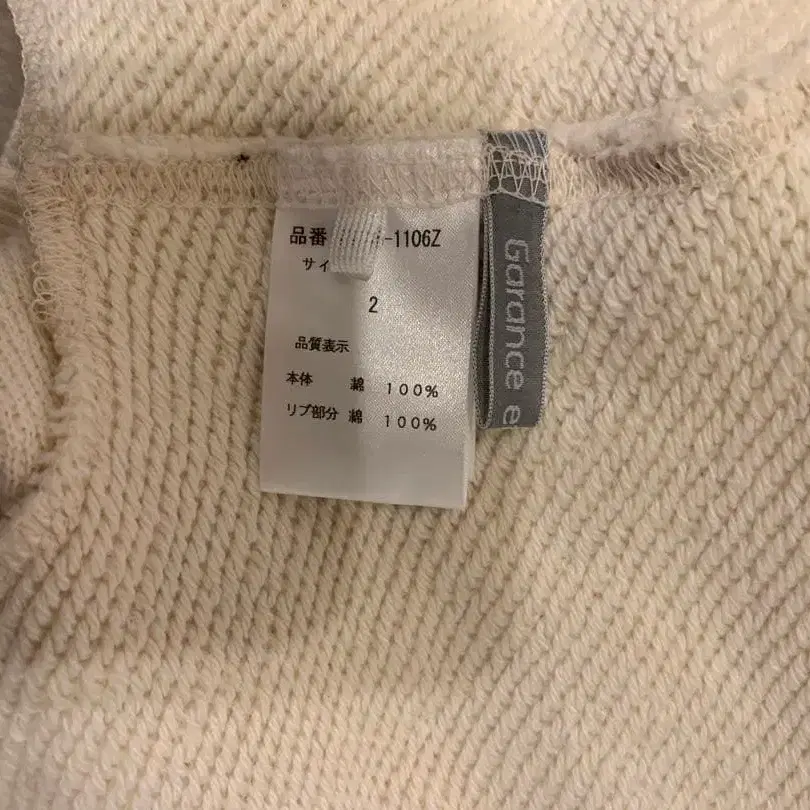 品番 -1106Z
サイ
2
品質表示
本体 綿 100%
リブ部分 綿 100%
Garance e